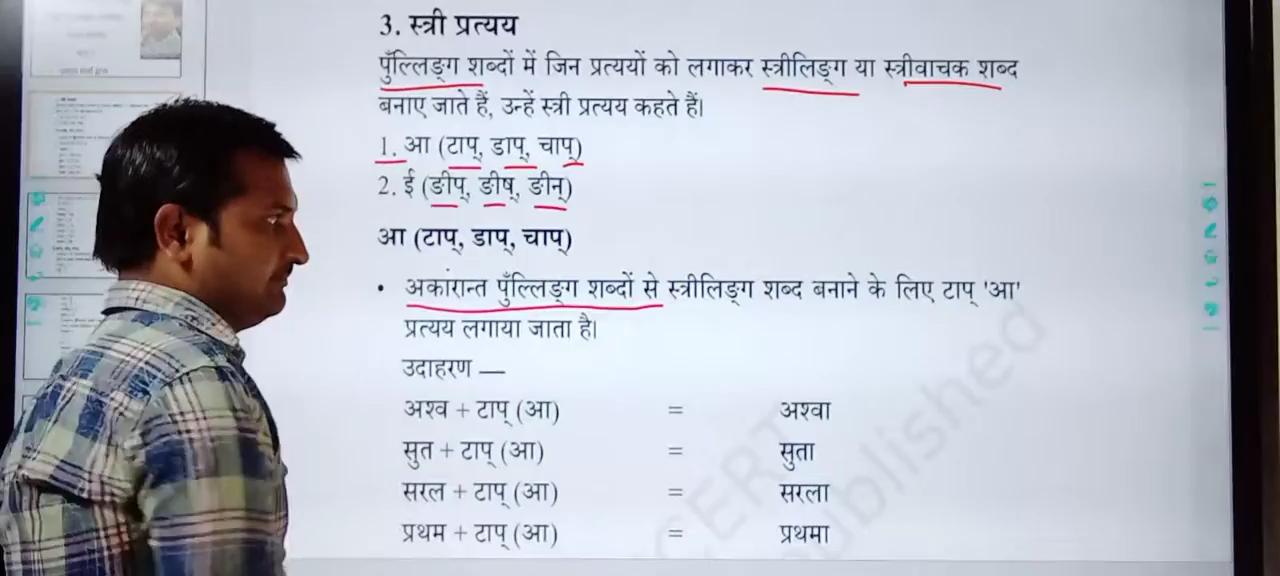 3. स्त्री प्रत्यय
पुँल्लिङ्ग शब्दों में जिन प्रत्ययों को लगाकर स्त्रीलिङ्ग या स्त्रीवाचक शब्द
बनाए जाते हैं, उन्हें स्त्री प्रत्यय कहते हैं।
1. आ (टाप्, डाप्, चाप्)
2. ई (ङीप्, ङीष्, ङीन्)
आ (टाप्, डाप्, चाप्)
• अकारान्त पुँल्लिङ्ग शब्दों से स्त्रीलिङ्ग शब्द बनाने के लिए टाप् 'आ'
प्रत्यय लगाया जाता है।
उदाहरण —
अश्व + टाप् (आ) = अश्वा
सुत + टाप् (आ) = सुता
सरल + टाप् (आ) = सरला
प्रथम + टाप् (आ) = प्रथमा